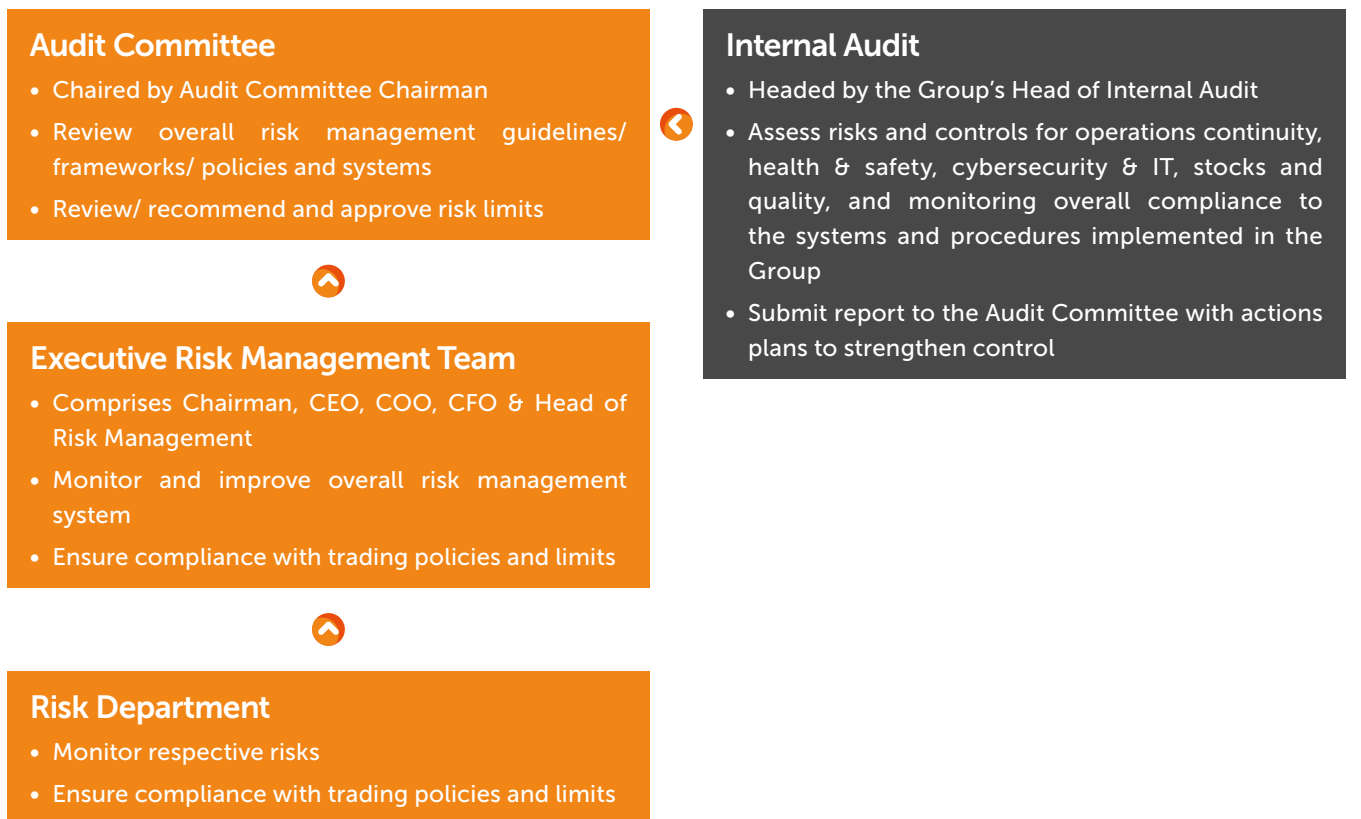 Audit Committee
• Chaired by Audit Committee Chairman
• Review overall risk management guidelines/
frameworks/ policies and systems
• Review/ recommend and approve risk limits
Internal Audit
• Headed by the Group’s Head of Internal Audit
• Assess risks and controls for operations continuity,
health & safety, cybersecurity & IT, stocks and
quality, and monitoring overall compliance to
the systems and procedures implemented in the
Group
• Submit report to the Audit Committee with actions
plans to strengthen control
Executive Risk Management Team
• Comprises Chairman, CEO, COO, CFO & Head of
Risk Management
• Monitor and improve overall risk management
system
• Ensure compliance with trading policies and limits
Risk Department
• Monitor respective risks
• Ensure compliance with trading policies and limits